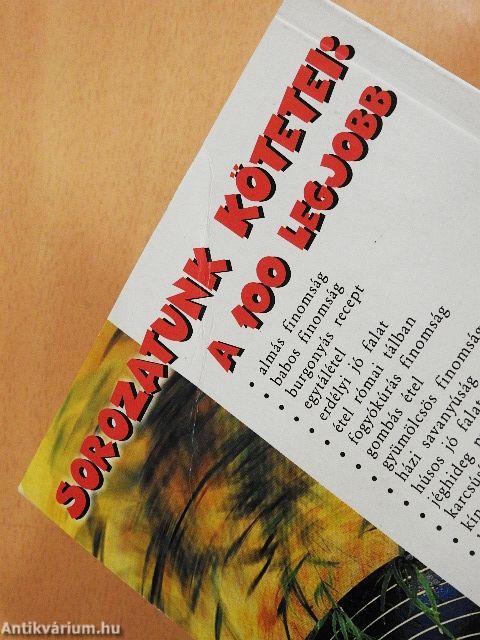 SOROZATUNK KÖTETEI:
A 100 LEGJOBB
• almás finomság
• babos finomság
• burgonyás recept
• egytálétel
• erdélyi jó falat
• étel római tálban
• fogyókúrás finomság
• gombás étel
• gyümölcsös finomság
• házi savanyúság
• húsos jó falat
• jéghideg
Antikvárium.hu